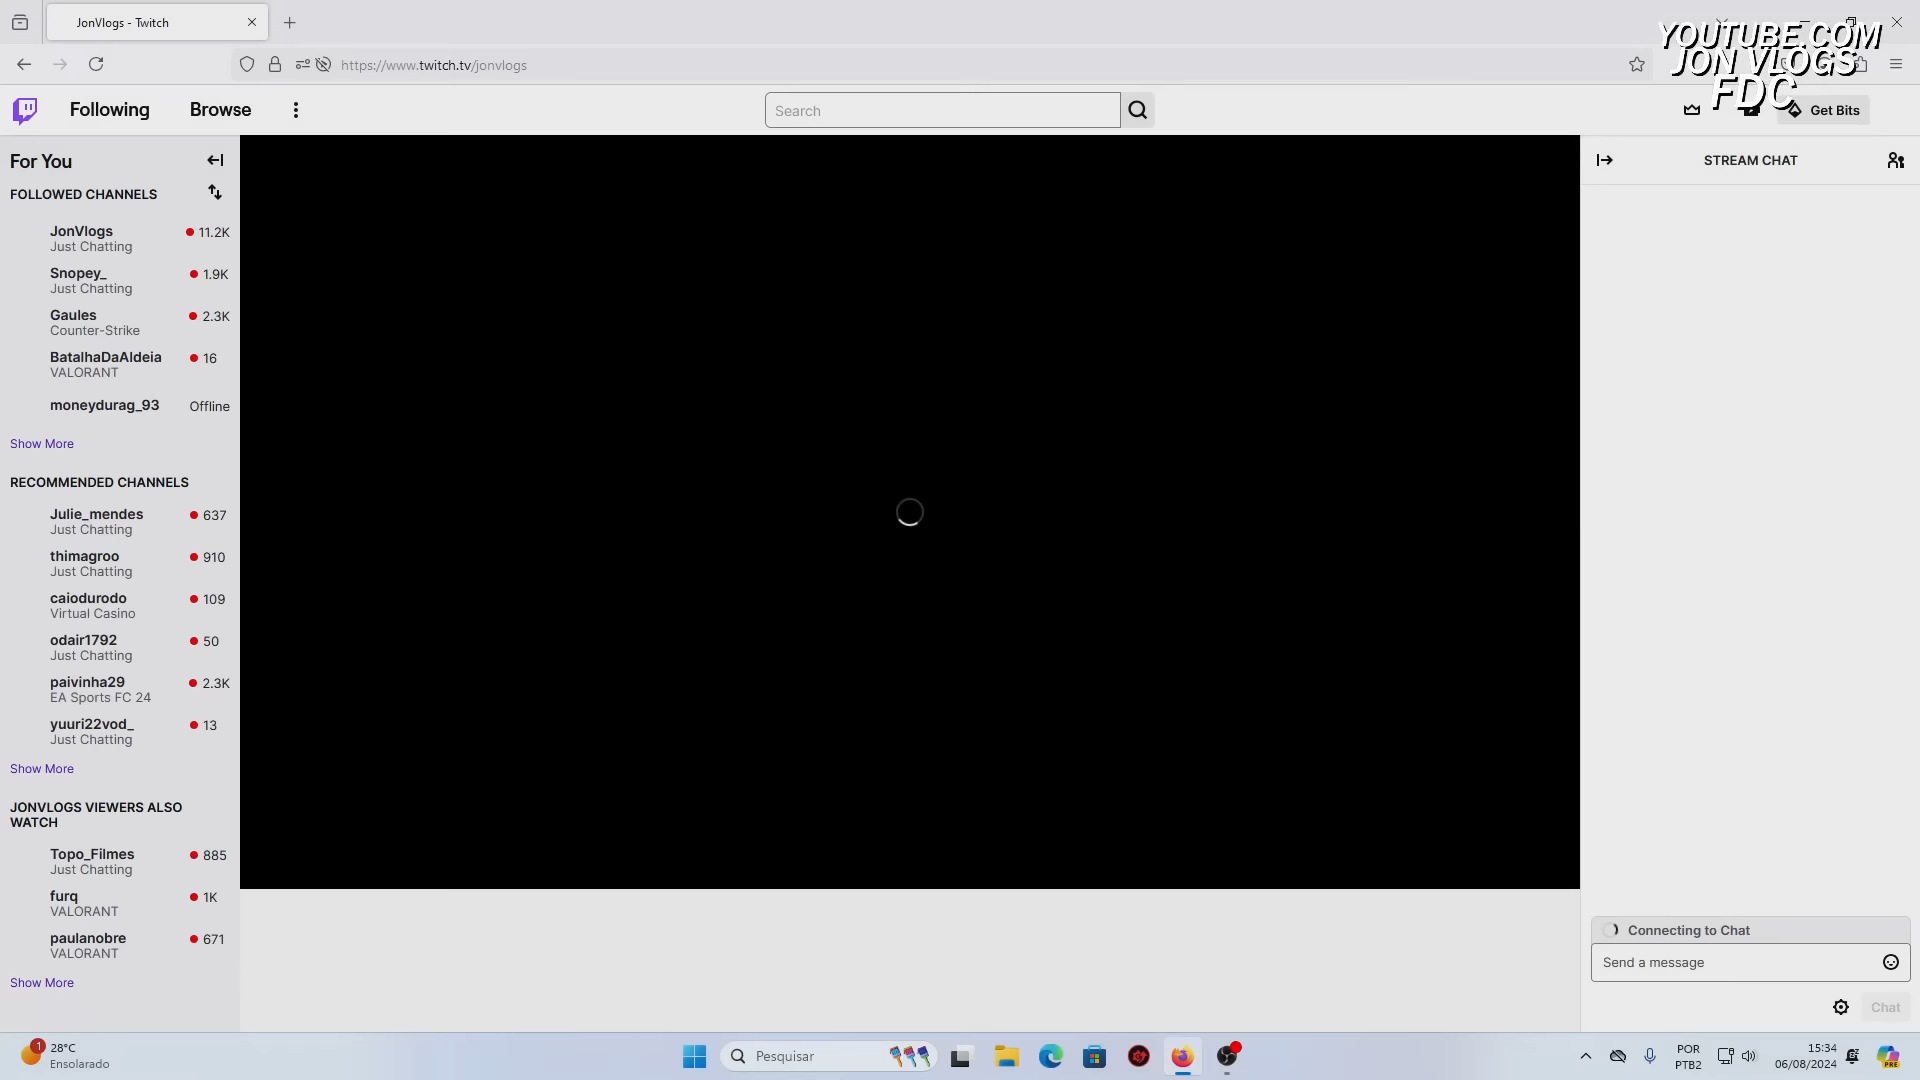 JonVlogs - Twitch
https://www.twitch.tv/jonvlogs
YOUTUBE.COM
JON VLOGS
FDC
Following
Browse
Search
Get Bits
For You
FOLLOWED CHANNELS
JonVlogs
11.2K
Just Chatting
Snopey_
1.9K
Just Chatting
Gaules
2.3K
Counter-Strike
BatalhaDaAldeia
16
VALORANT
moneydurag_93
Offline
Show More
RECOMMENDED CHANNELS
Julie_mendes
637
Just Chatting
thimagroo
910
Just Chatting
caiodurodo
109
Virtual Casino
odair1792
50
Just Chatting
paivinha29
2.3K
EA Sports FC 24
yuuri22vod_
13
Just Chatting
Show More
JONVLOGS VIEWERS ALSO
WATCH
Topo_Filmes
885
Just Chatting
furq
1K
VALORANT
paulanobre
671
VALORANT
Show More
STREAM CHAT
Connecting to Chat
Send a message
Chat
1
28°C
Ensolarado
Pesquisar
POR
PTB2
15:34
06/08/2024
PRE